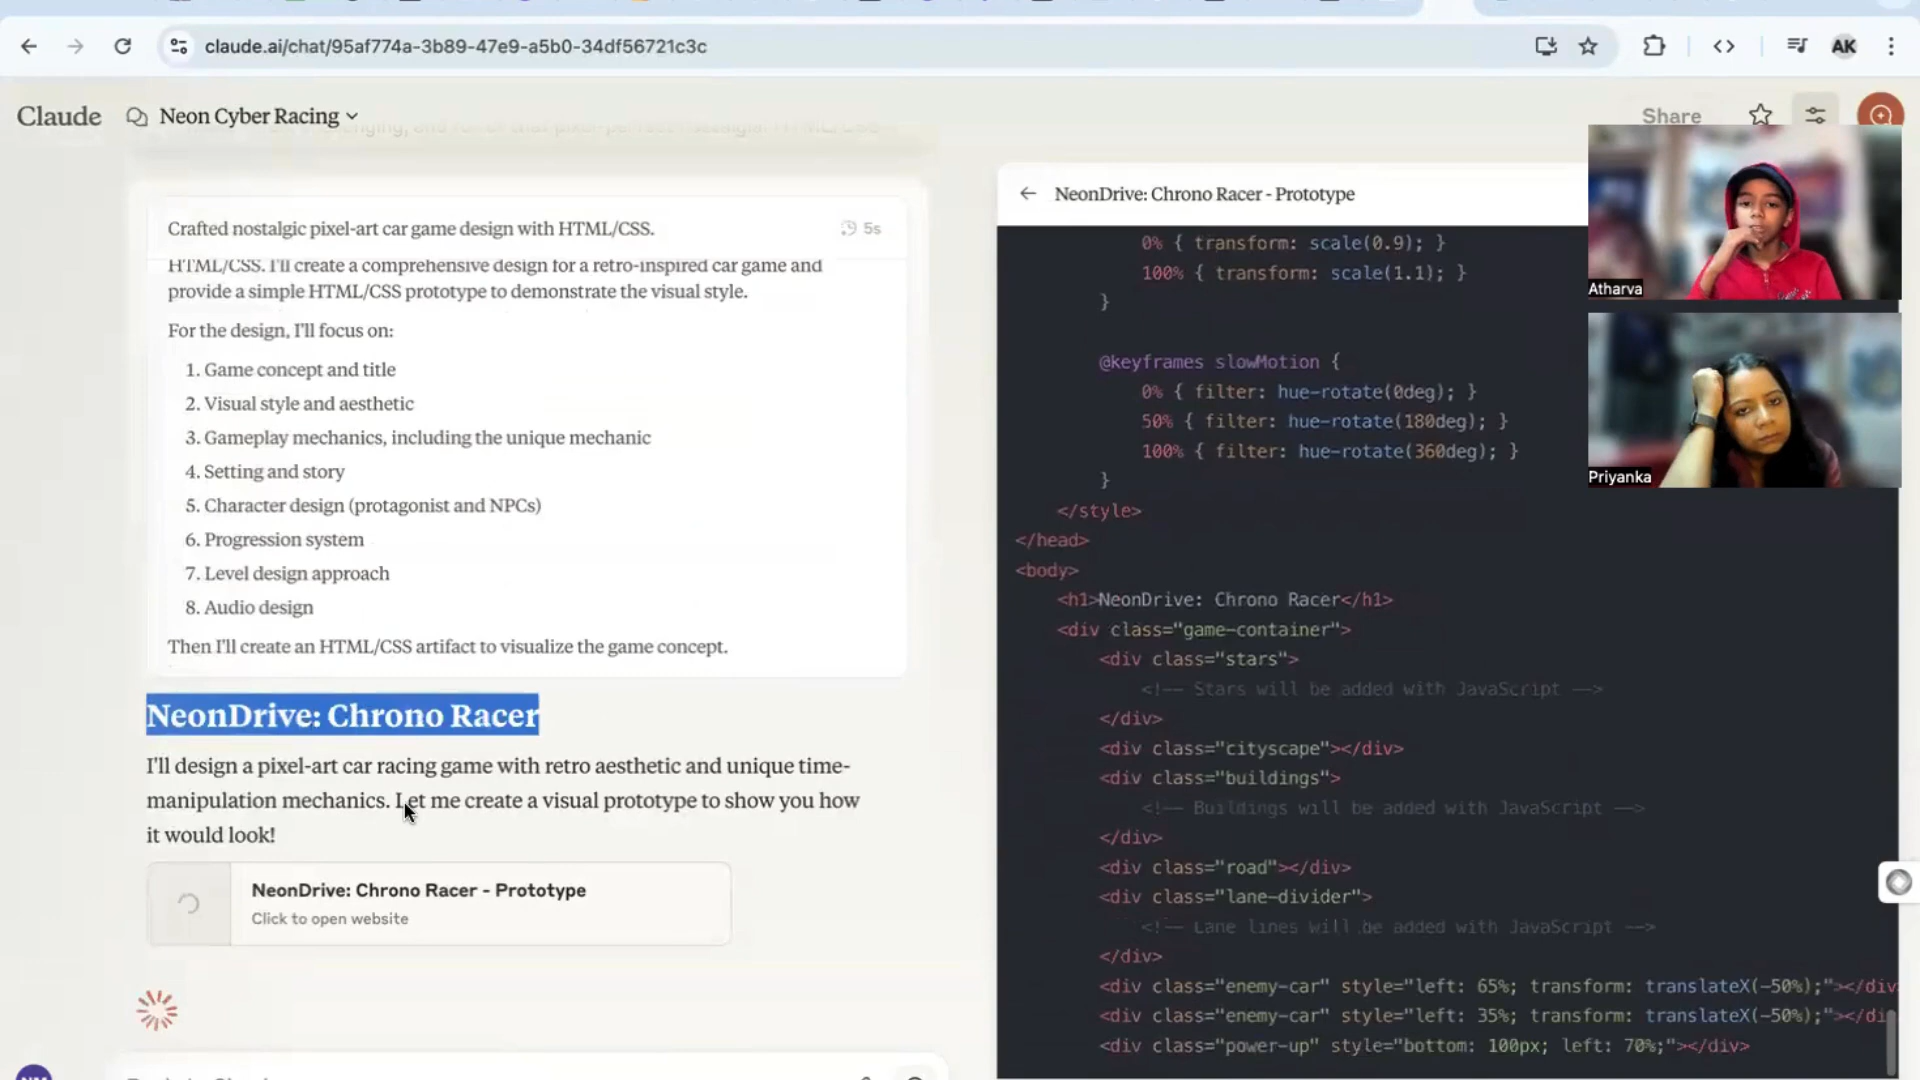 claude.ai/chat/95af774a-3b89-47e9-a5b0-34df56721c3c
AK
Claude
Neon Cyber Racing
Share
Crafted nostalgic pixel-art car game design with HTML/CSS.
5s
HTML/CSS. I'll create a comprehensive design for a retro-inspired car game and
provide a simple HTML/CSS prototype to demonstrate the visual style.
For the design, I'll focus on:
1. Game concept and title
2. Visual style and aesthetic
3. Gameplay mechanics, including the unique mechanic
4. Setting and story
5. Character design (protagonist and NPCs)
6. Progression system
7. Level design approach
8. Audio design
Then I'll create an HTML/CSS artifact to visualize the game concept.
NeonDrive: Chrono Racer
I'll design a pixel-art car racing game with retro aesthetic and unique time-
manipulation mechanics. Let me create a visual prototype to show you how
it would look!
NeonDrive: Chrono Racer - Prototype
Click to open website
NeonDrive: Chrono Racer - Prototype
0% { transform: scale(0.9); }
100% { transform: scale(1.1); }
}
@keyframes slowMotion {
0% { filter: hue-rotate(0deg); }
50% { filter: hue-rotate(180deg); }
100% { filter: hue-rotate(360deg); }
}
</style>
</head>
<body>
<h1>NeonDrive: Chrono Racer</h1>
<div class="game-container">
<div class="stars">
<!-- Stars will be added with JavaScript -->
</div>
<div class="cityscape"></div>
<div class="buildings">
<!-- Buildings will be added with JavaScript -->
</div>
<div class="road"></div>
<div class="lane-divider">
<!-- Lane lines will be added with JavaScript -->
</div>
<div class="enemy-car" style="left: 65%; transform: translateX(-50%);"></div
<div class="enemy-car" style="left: 35%; transform: translateX(-50%);"></di
<div class="power-up" style="bottom: 100px; left: 70%;"></div>
Atharva
Priyanka